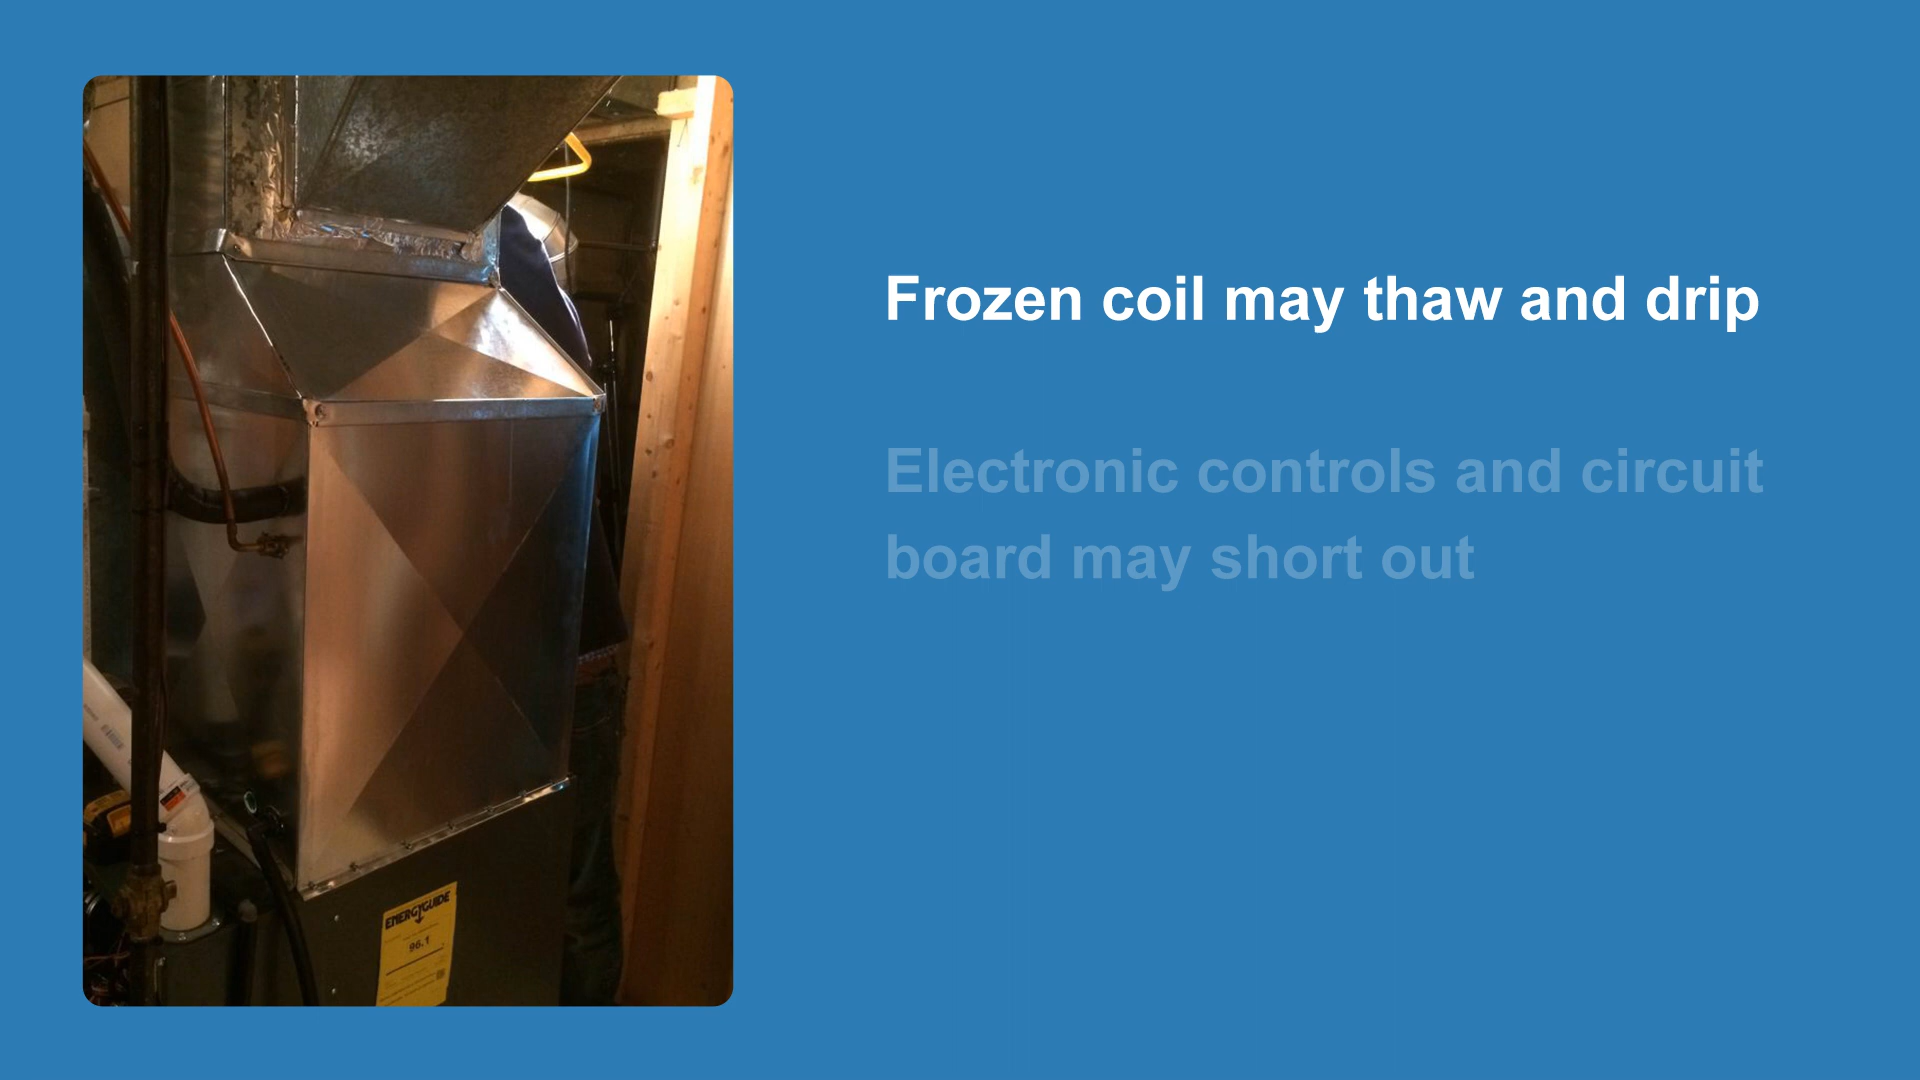 Frozen coil may thaw and drip
Electronic controls and circuit
board may short out
ENERGYGUIDE
96.1